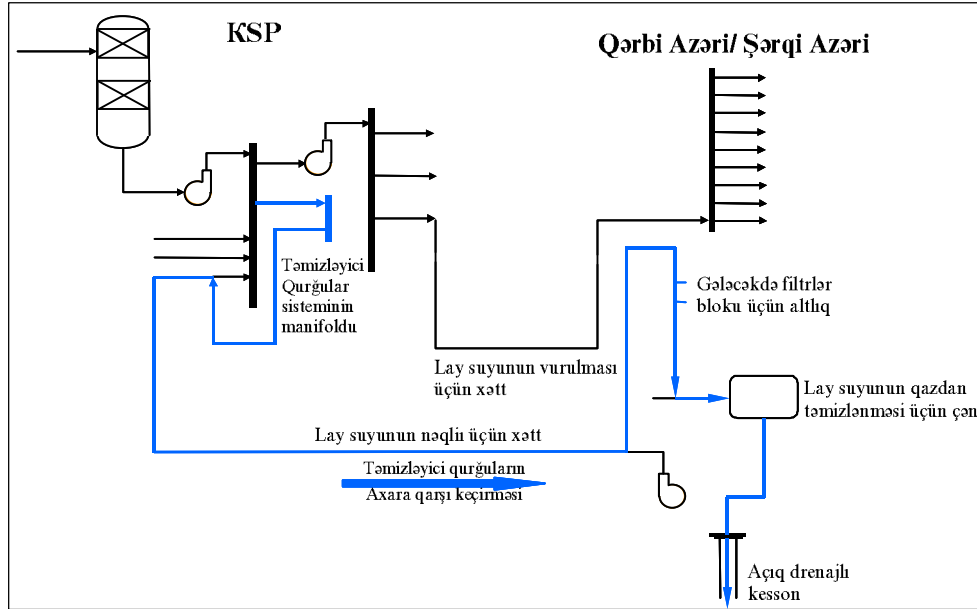 KSP
Qərbi Azəri/ Şərqi Azəri
Təmizləyici
Qurğular
sisteminin
manifoldu
Gələcəkdə filtrlər
bloku üçün altlıq
Lay suyunun vurulması
üçün xətt
Lay suyunun qazdan
təmizlənməsi üçün çən
Lay suyunun nəqlii üçün xətt
Təmizləyici qurğuların
Axara qarşı keçirməsi
Açıq drenajlı
kesson